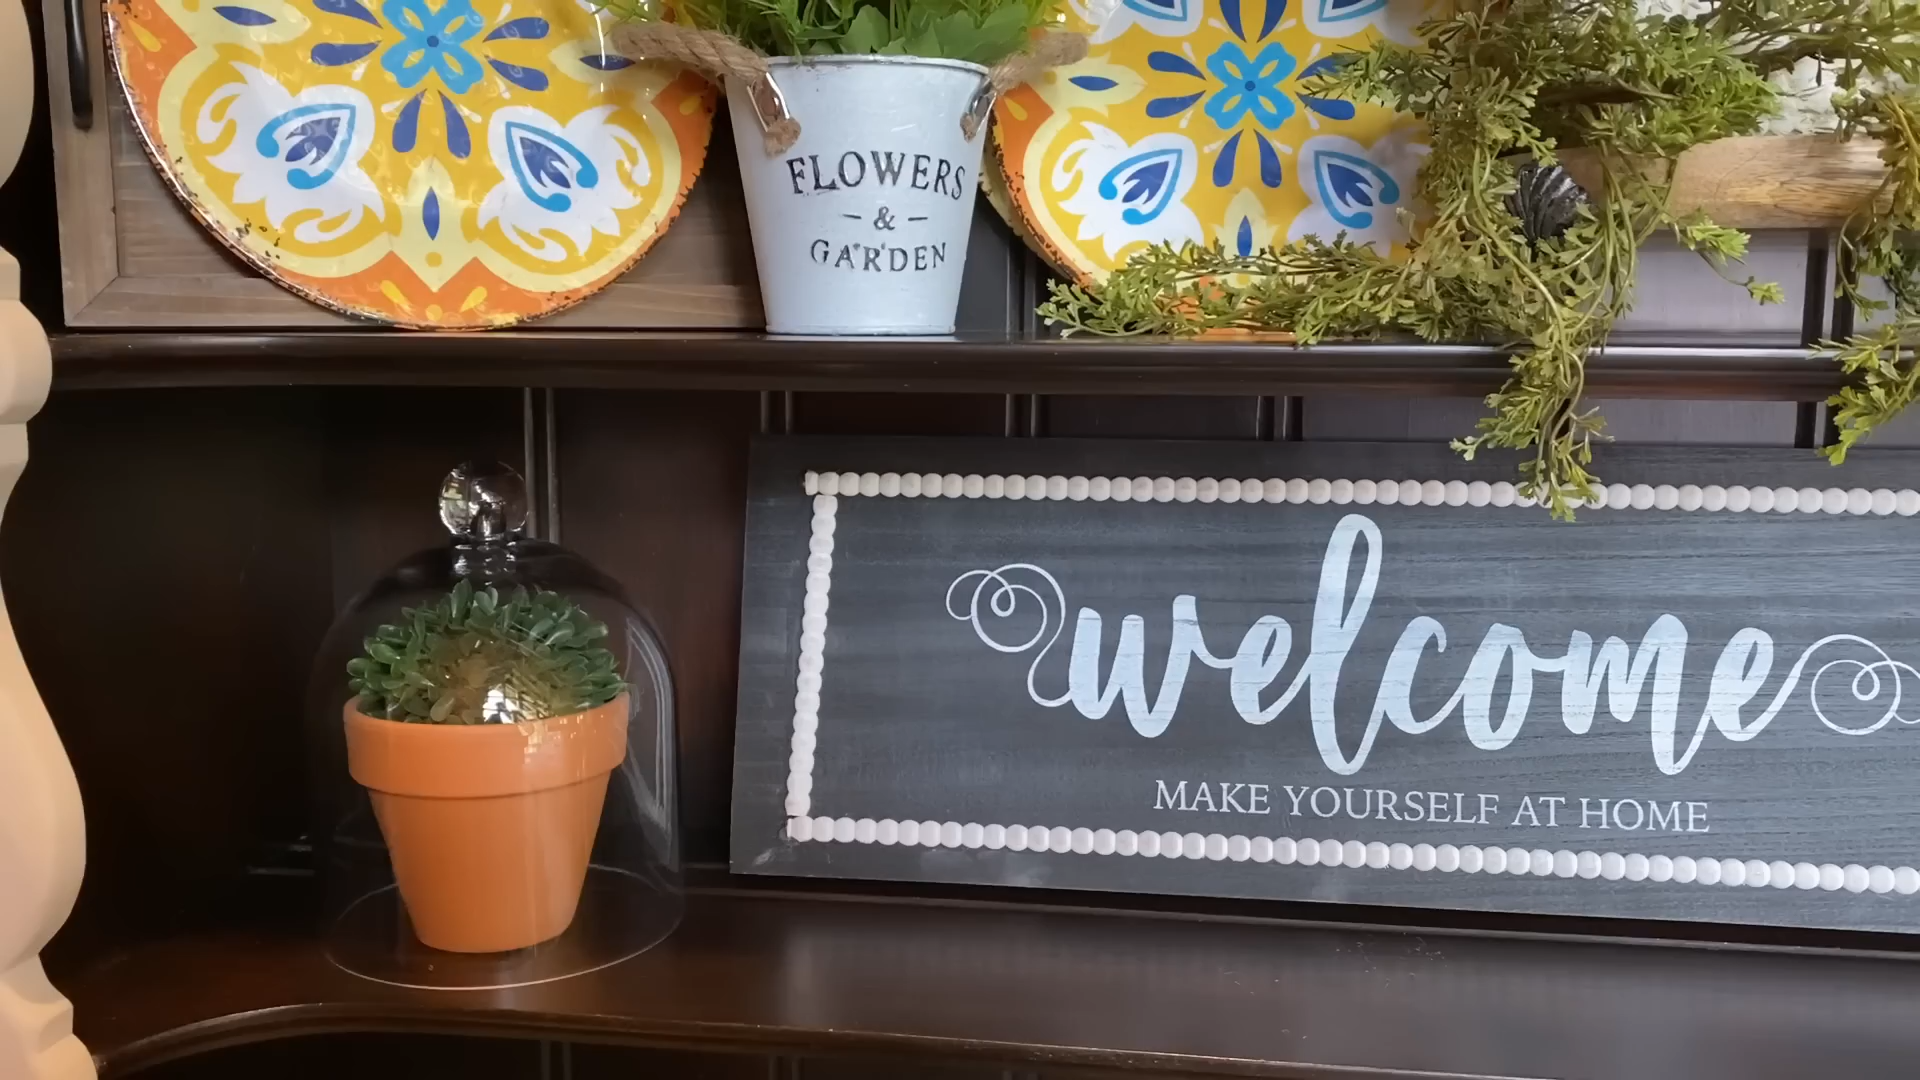 FLOWERS
- & -
GARDEN
welcome
MAKE YOURSELF AT HOME